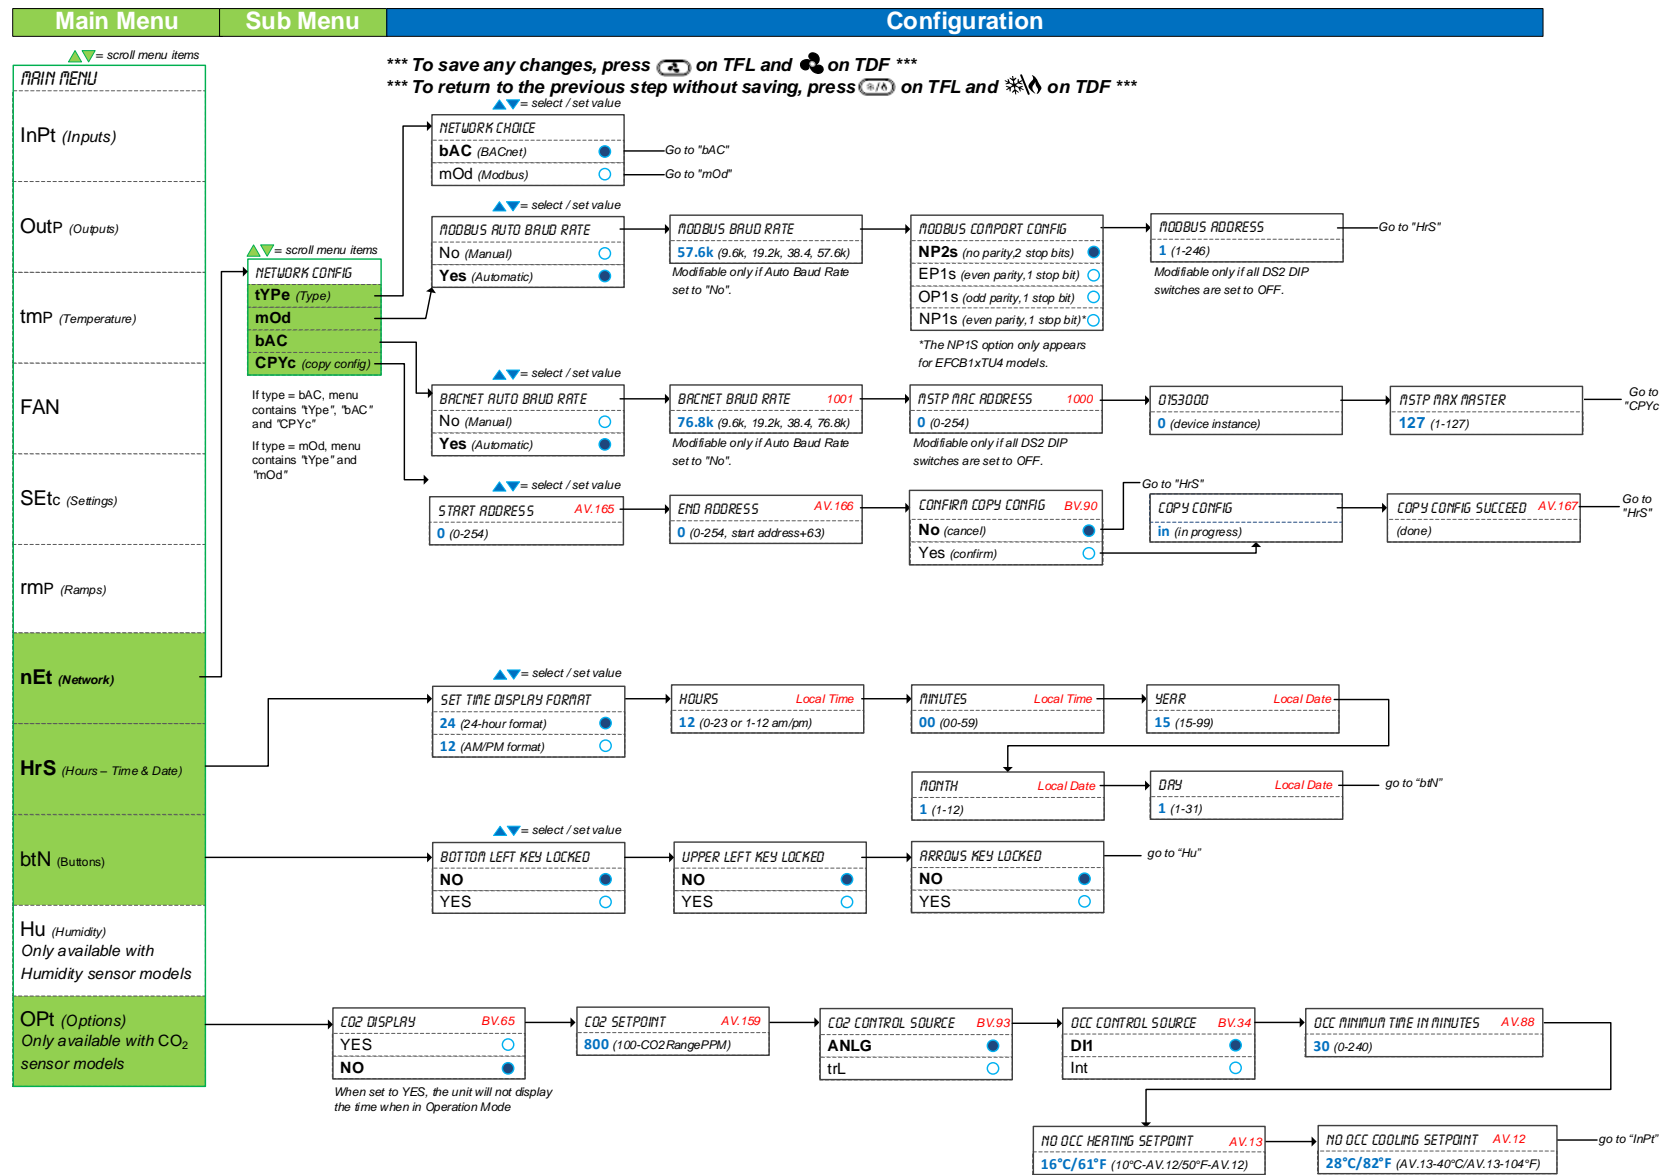 Main Menu
Sub Menu
Configuration
= scroll menu items
*** To save any changes, press on TFL and on TDF ***
*** To return to the previous step without saving, press on TFL and on TDF ***
MAIN MENU
InPt (Inputs)
OutP (Outputs)
tmP (Temperature)
FAN
SEtc (Settings)
rmP (Ramps)
nEt (Network)
HrS (Hours – Time & Date)
btN (Buttons)
Hu (Humidity)
Only available with
Humidity sensor models
OPt (Options)
Only available with CO2
sensor models
= scroll menu items
NETWORK CONFIG
tYPe (Type)
mOd
bAC
CPYc (copy config)
If type = bAC, menu
contains "tYpe", "bAC"
and "CPYc"
If type = mOd, menu
contains "tYpe" and
"mOd"
= select / set value
NETWORK CHOICE
bAC (BACnet)
mOd (Modbus)
Go to "bAC"
Go to "mOd"
= select / set value
MODBUS AUTO BAUD RATE
No (Manual)
Yes (Automatic)
MODBUS BAUD RATE
57.6k (9.6k, 19.2k, 38.4, 57.6k)
Modifiable only if Auto Baud Rate
set to "No".
MODBUS COMPORT CONFIG
NP2s (no parity,2 stop bits)
EP1s (even parity,1 stop bit)
OP1s (odd parity,1 stop bit)
NP1s (even parity,1 stop bit)*
*The NP1S option only appears
for EFCB1xTU4 models.
MODBUS ADDRESS
1 (1-246)
Modifiable only if all DS2 DIP
switches are set to OFF.
Go to "HrS"
= select / set value
BACNET AUTO BAUD RATE
No (Manual)
Yes (Automatic)
BACNET BAUD RATE 1001
76.8k (9.6k, 19.2k, 38.4, 76.8k)
Modifiable only if Auto Baud Rate
set to "No".
MSTP MAC ADDRESS 1000
0 (0-254)
Modifiable only if all DS2 DIP
switches are set to OFF.
0153000
0 (device instance)
MSTP MAX MASTER
127 (1-127)
Go to
"CPYc
= select / set value
START ADDRESS AV.165
0 (0-254)
END ADDRESS AV.166
0 (0-254, start address+63)
CONFIRM COPY CONFIG BV.90
No (cancel)
Yes (confirm)
Go to "HrS"
COPY CONFIG
in (in progress)
COPY CONFIG SUCCEED AV.167
(done)
Go to
"HrS"
= select / set value
SET TIME DISPLAY FORMAT
24 (24-hour format)
12 (AM/PM format)
HOURS Local Time
12 (0-23 or 1-12 am/pm)
MINUTES Local Time
00 (00-59)
YEAR Local Date
15 (15-99)
MONTH Local Date
1 (1-12)
DAY Local Date
1 (1-31)
go to "btN"
= select / set value
BOTTOM LEFT KEY LOCKED
NO
YES
UPPER LEFT KEY LOCKED
NO
YES
ARROWS KEY LOCKED
NO
YES
go to "Hu"
CO2 DISPLAY BV.65
YES
NO
When set to YES, the unit will not display
the time when in Operation Mode
CO2 SETPOINT AV.159
800 (100-CO2RangePPM)
CO2 CONTROL SOURCE BV.93
ANLG
trL
OCC CONTROL SOURCE BV.34
DI1
Int
OCC MINIMUM TIME IN MINUTES AV.88
30 (0-240)
NO OCC HEATING SETPOINT AV.13
16°C/61°F (10°C-AV.12/50°F-AV.12)
NO OCC COOLING SETPOINT AV.12
28°C/82°F (AV.13-40°C/AV.13-104°F)
go to "InPt"